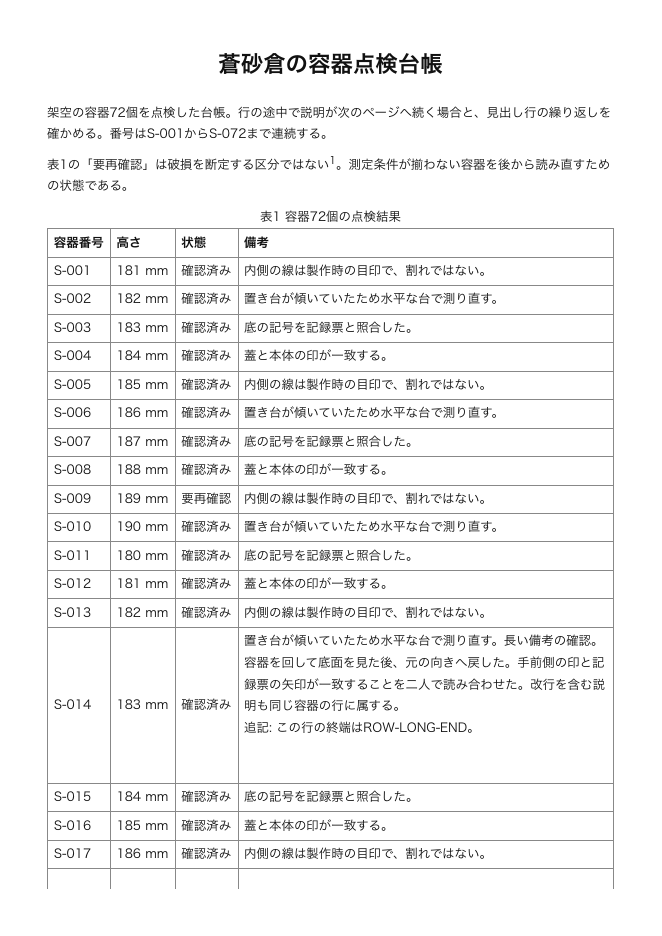 蒼砂倉の容器点検台帳
架空の容器72個を点検した台帳。行の途中で説明が次のページへ続く場合と、見出し行の繰り返しを
確かめる。番号はS-001からS-072まで連続する。
表1の「要再確認」は破損を断定する区分ではない1。測定条件が揃わない容器を後から読み直すため
の状態である。
表1 容器72個の点検結果
容器番号 高さ 状態 備考
S-001 181 mm 確認済み 内側の線は製作時の目印で、割れではない。
S-002 182 mm 確認済み 置き台が傾いていたため水平な台で測り直す。
S-003 183 mm 確認済み 底の記号を記録票と照合した。
S-004 184 mm 確認済み 蓋と本体の印が一致する。
S-005 185 mm 確認済み 内側の線は製作時の目印で、割れではない。
S-006 186 mm 確認済み 置き台が傾いていたため水平な台で測り直す。
S-007 187 mm 確認済み 底の記号を記録票と照合した。
S-008 188 mm 確認済み 蓋と本体の印が一致する。
S-009 189 mm 要再確認 内側の線は製作時の目印で、割れではない。
S-010 190 mm 確認済み 置き台が傾いていたため水平な台で測り直す。
S-011 180 mm 確認済み 底の記号を記録票と照合した。
S-012 181 mm 確認済み 蓋と本体の印が一致する。
S-013 182 mm 確認済み 内側の線は製作時の目印で、割れではない。
S-014 183 mm 確認済み 置き台が傾いていたため水平な台で測り直す。長い備考の確認。
容器を回して底面を見た後、元の向きへ戻した。手前側の印と記
録票の矢印が一致することを二人で読み合わせた。改行を含む説
明も同じ容器の行に属する。
追記: この行の終端はROW-LONG-END。
S-015 184 mm 確認済み 底の記号を記録票と照合した。
S-016 185 mm 確認済み 蓋と本体の印が一致する。
S-017 186 mm 確認済み 内側の線は製作時の目印で、割れではない。